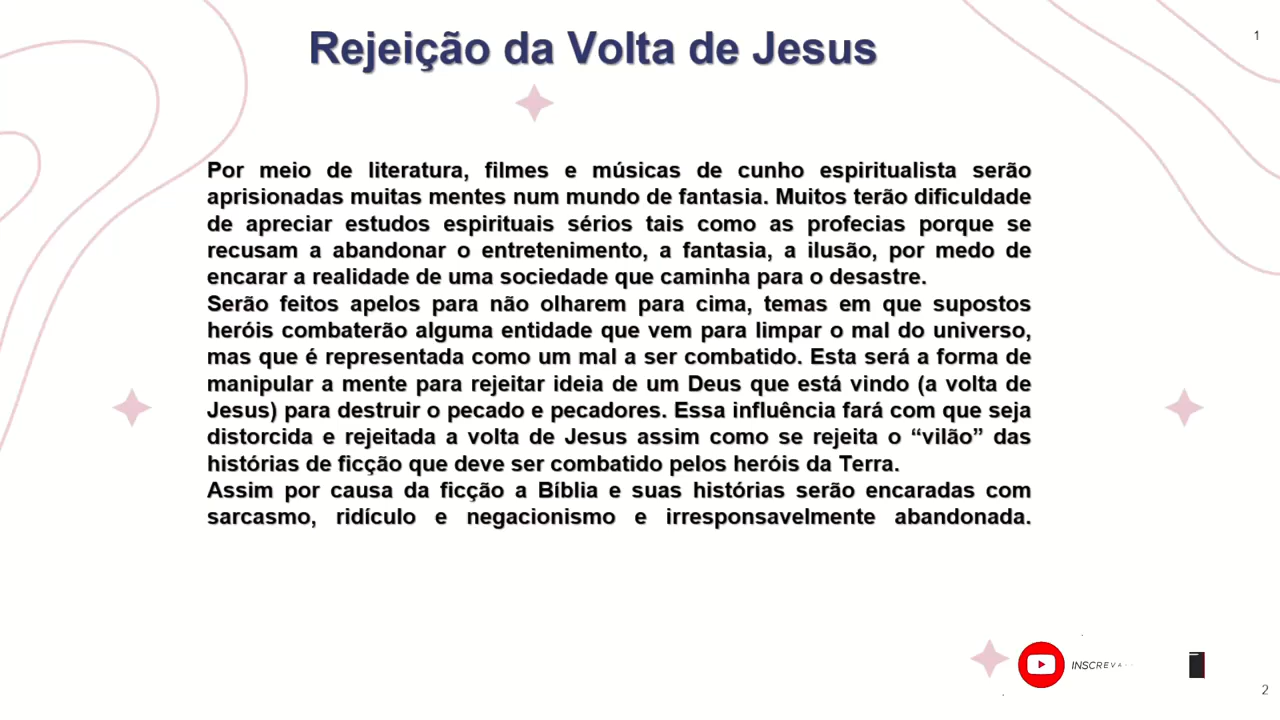 Rejeição da Volta de Jesus
1
Por meio de literatura, filmes e músicas de cunho espiritualista serão
aprisionadas muitas mentes num mundo de fantasia. Muitos terão dificuldade
de apreciar estudos espirituais sérios tais como as profecias porque se
recusam a abandonar o entretenimento, a fantasia, a ilusão, por medo de
encarar a realidade de uma sociedade que caminha para o desastre.
Serão feitos apelos para não olharem para cima, temas em que supostos
heróis combaterão alguma entidade que vem para limpar o mal do universo,
mas que é representada como um mal a ser combatido. Esta será a forma de
manipular a mente para rejeitar ideia de um Deus que está vindo (a volta de
Jesus) para destruir o pecado e pecadores. Essa influência fará com que seja
distorcida e rejeitada a volta de Jesus assim como se rejeita o “vilão” das
histórias de ficção que deve ser combatido pelos heróis da Terra.
Assim por causa da ficção a Bíblia e suas histórias serão encaradas com
sarcasmo, ridículo e negacionismo e irresponsavelmente abandonada.
INSCREVA
2